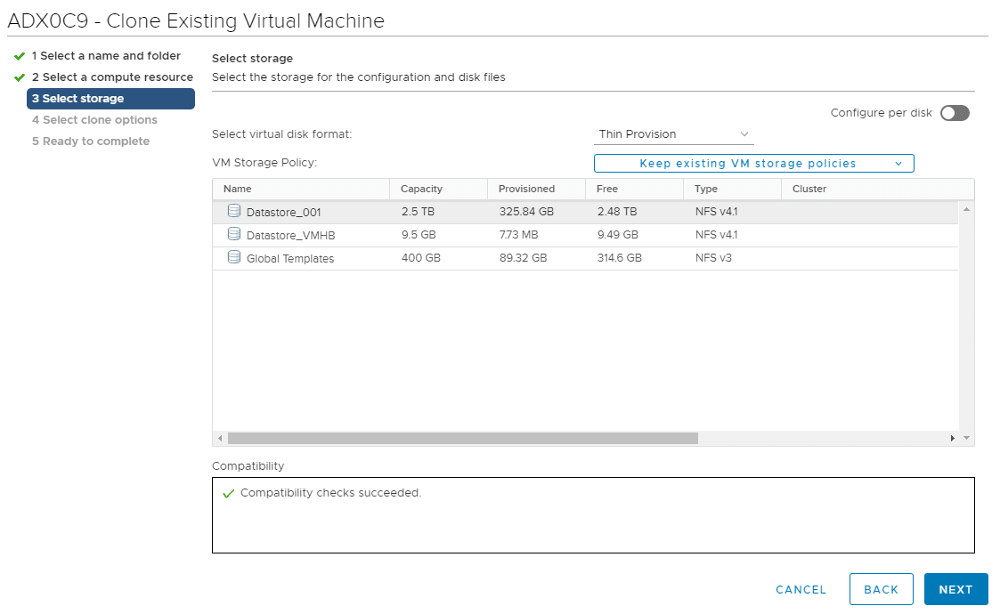 ADX0C9 - Clone Existing Virtual Machine
1 Select a name and folder
2 Select a compute resource
3 Select storage
4 Select clone options
5 Ready to complete
Select storage
Select the storage for the configuration and disk files
Configure per disk
Select virtual disk format: Thin Provision
VM Storage Policy: Keep existing VM storage policies
Name Capacity Provisioned Free Type Cluster
Datastore_001 2.5 TB 325.84 GB 2.48 TB NFS v4.1
Datastore_VMHB 9.5 GB 7.73 MB 9.49 GB NFS v4.1
Global Templates 400 GB 89.32 GB 314.6 GB NFS v3
Compatibility
Compatibility checks succeeded.
CANCEL BACK NEXT